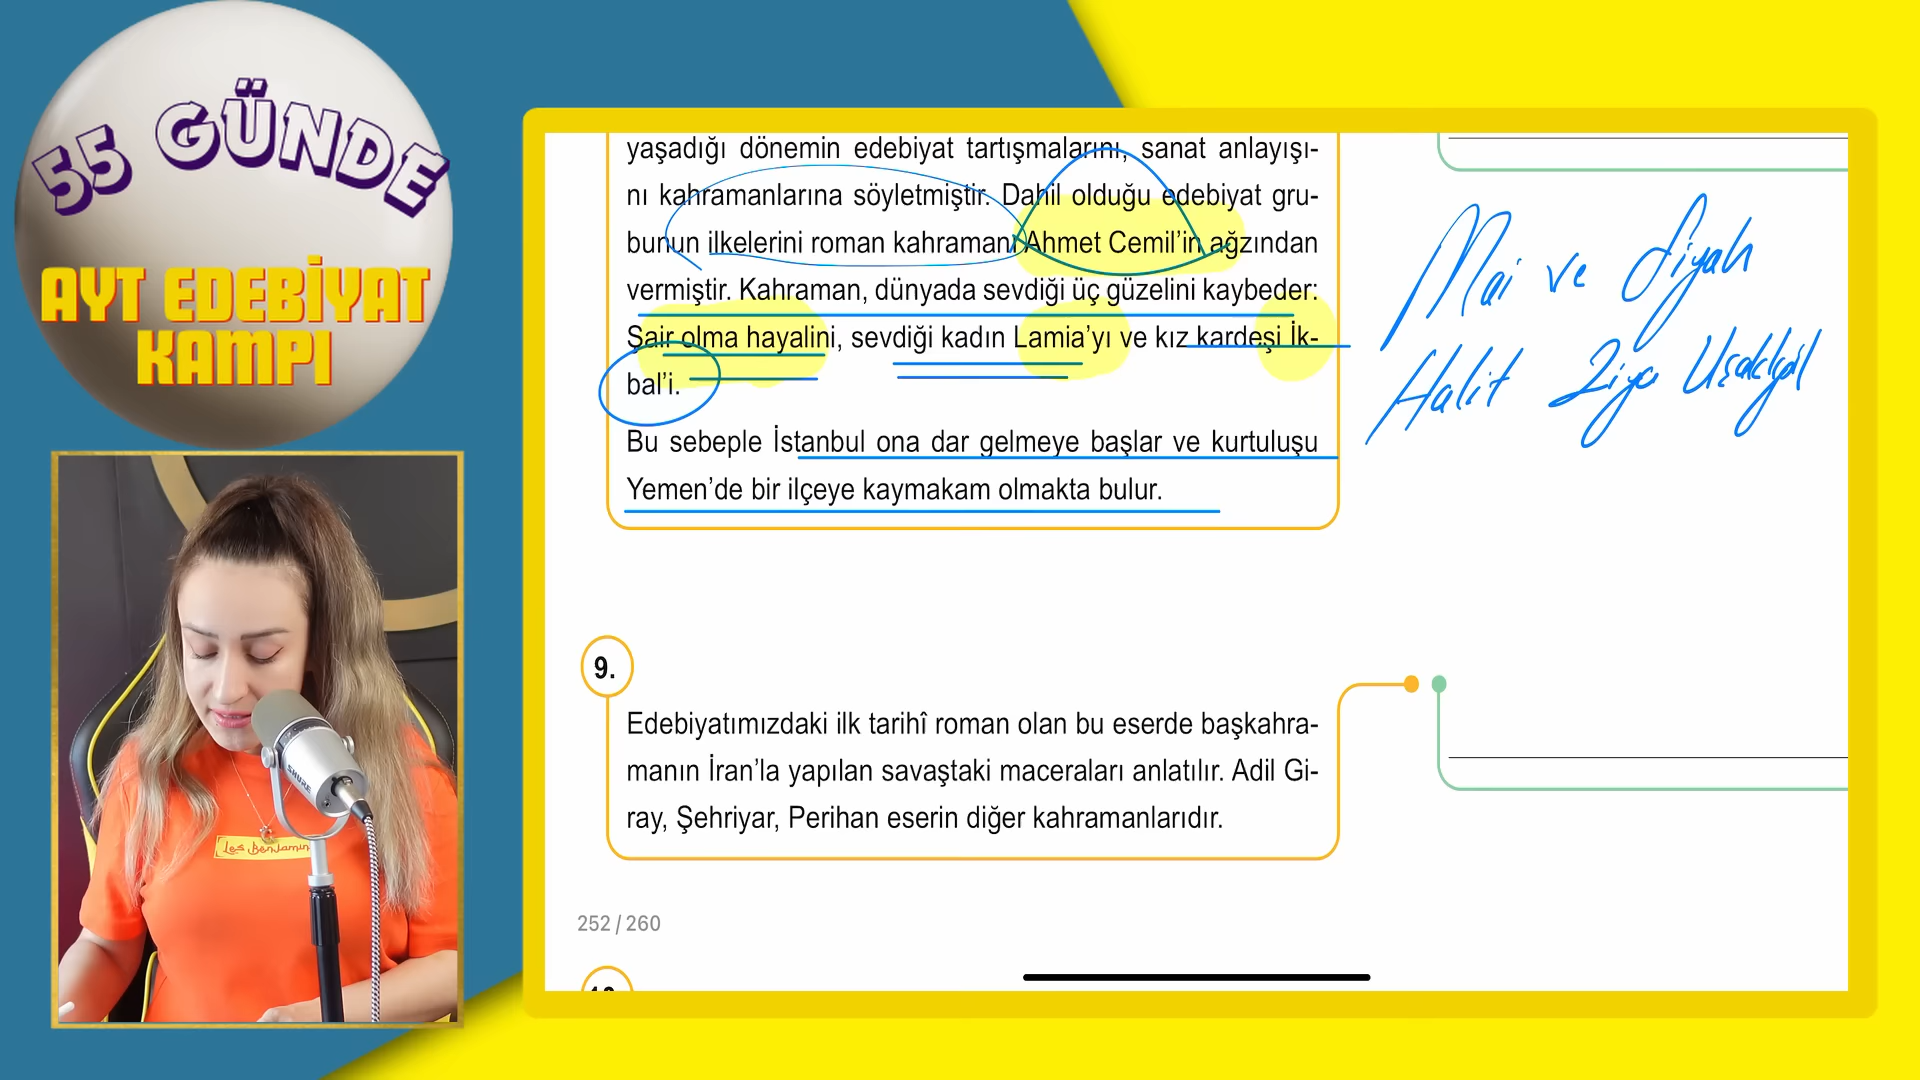 55 GÜNDE
AYT EDEBİYAT
KAMPI
yaşadığı dönemin edebiyat tartışmalarını, sanat anlayışı-
nı kahramanlarına söyletmiştir. Dahil olduğu edebiyat gru-
bunun ilkelerini roman kahramanı Ahmet Cemil’in ağzından
vermiştir. Kahraman, dünyada sevdiği üç güzelini kaybeder:
Şair olma hayalini, sevdiği kadın Lamia’yı ve kız kardeşi İk-
bal’i.
Bu sebeple İstanbul ona dar gelmeye başlar ve kurtuluşu
Yemen’de bir ilçeye kaymakam olmakta bulur.
Mai ve Siyah
Halit Ziya Uşaklıgil
9.
Edebiyatımızdaki ilk tarihî roman olan bu eserde başkahra-
manın İran’la yapılan savaştaki maceraları anlatılır. Adil Gi-
ray, Şehriyar, Perihan eserin diğer kahramanlarıdır.
252 / 260
SHURE
Les Benjamins